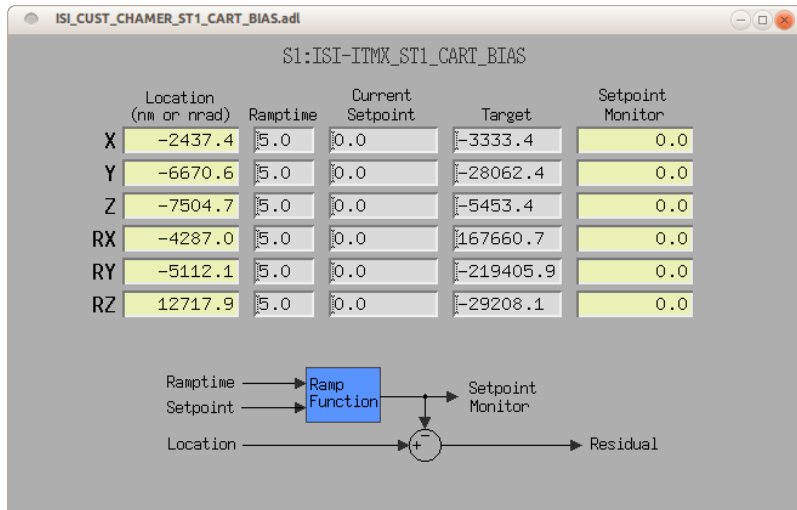 ISI_CUST_CHAMER_ST1_CART_BIAS.adl
S1:ISI-ITMX_ST1_CART_BIAS
Location Current Setpoint
(nm or nrad) Ramptime Setpoint Target Monitor
X -2437.4 5.0 0.0 -3333.4 0.0
Y -6670.6 5.0 0.0 -28062.4 0.0
Z -7504.7 5.0 0.0 -5453.4 0.0
RX -4287.0 5.0 0.0 167660.7 0.0
RY -5112.1 5.0 0.0 -219405.9 0.0
RZ 12717.9 5.0 0.0 -29208.1 0.0
Ramptime Ramp Setpoint
Setpoint Function Monitor
Location + - Residual